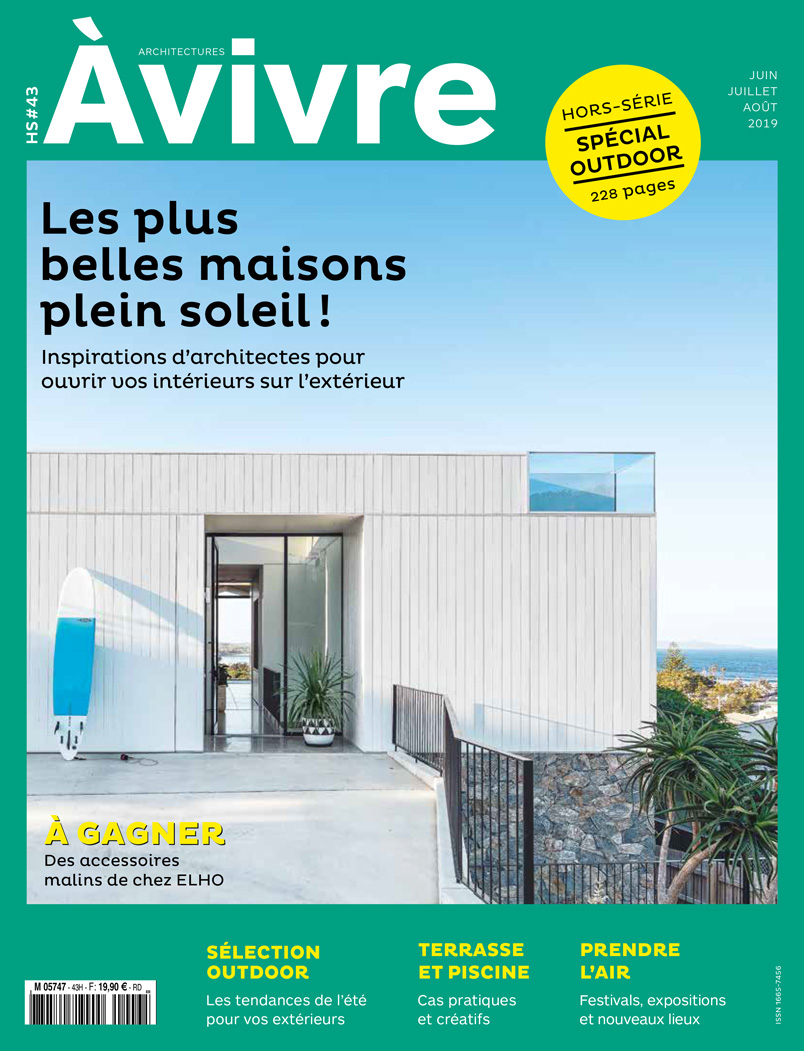 ARCHITECTURES
Àvivre
HS#43
JUIN
JUILLET
AOÛT
2019
HORS-SÉRIE
SPÉCIAL
OUTDOOR
228 pages
Les plus
belles maisons
plein soleil !
Inspirations d’architectes pour
ouvrir vos intérieurs sur l’extérieur
À GAGNER
Des accessoires
malins de chez ELHO
SÉLECTION
OUTDOOR
Les tendances de l’été
pour vos extérieurs
TERRASSE
ET PISCINE
Cas pratiques
et créatifs
PRENDRE
L’AIR
Festivals, expositions
et nouveaux lieux
M 05747 - 43H - F: 19,90 € - RD
ISSN 1665-7456